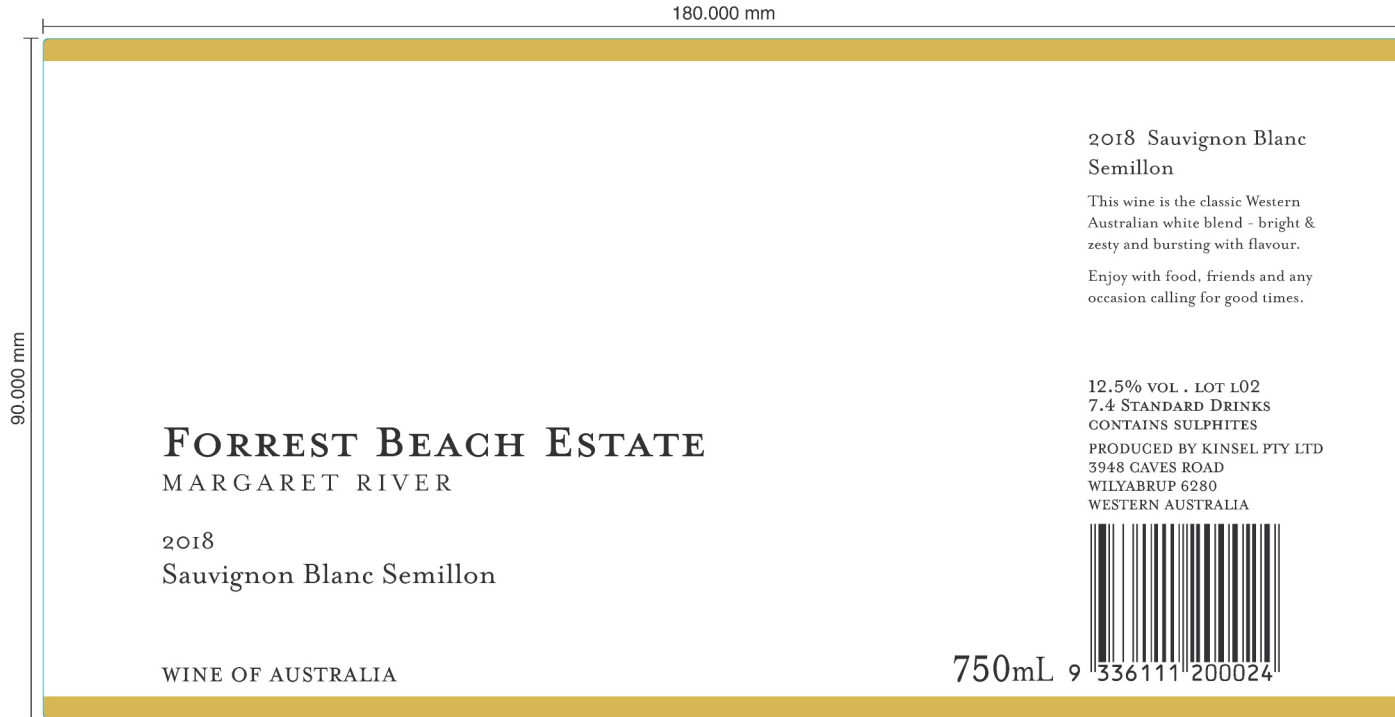 180.000 mm
90.000 mm
Forrest Beach Estate
MARGARET RIVER
2018
Sauvignon Blanc Semillon
WINE OF AUSTRALIA
750mL
2018 Sauvignon Blanc
Semillon
This wine is the classic Western
Australian white blend - bright &
zesty and bursting with flavour.
Enjoy with food, friends and any
occasion calling for good times.
12.5% vol . lot l02
7.4 Standard Drinks
contains sulphites
PRODUCED BY KINSEL PTY LTD
3948 CAVES ROAD
WILYABRUP 6280
WESTERN AUSTRALIA
9 336111 200024